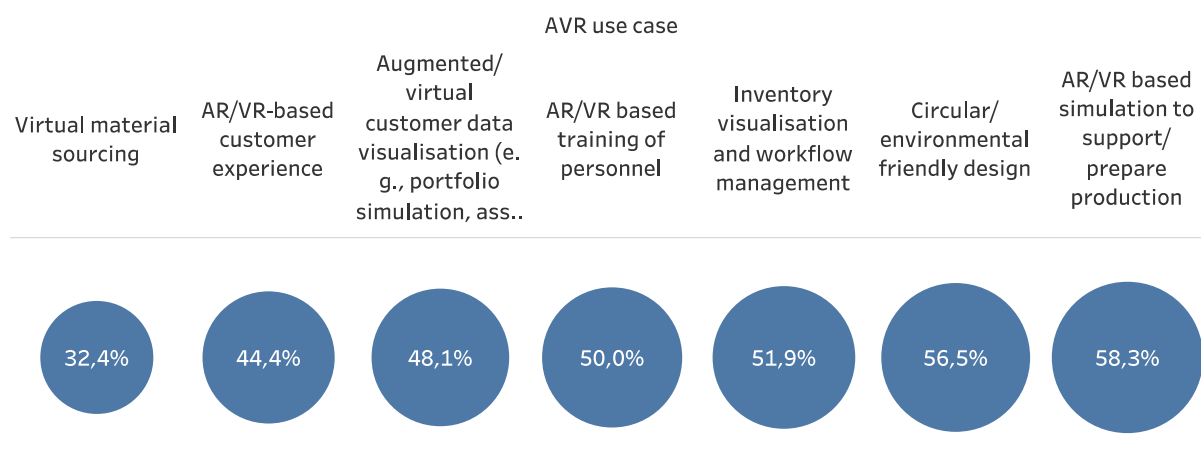 AVR use case
Virtual material
sourcing
AR/VR-based
customer
experience
Augmented/
virtual
customer data
visualisation (e.
g., portfolio
simulation, ass..
AR/VR based
training of
personnel
Inventory
visualisation
and workflow
management
Circular/
environmental
friendly design
AR/VR based
simulation to
support/
prepare
production
32,4%
44,4%
48,1%
50,0%
51,9%
56,5%
58,3%